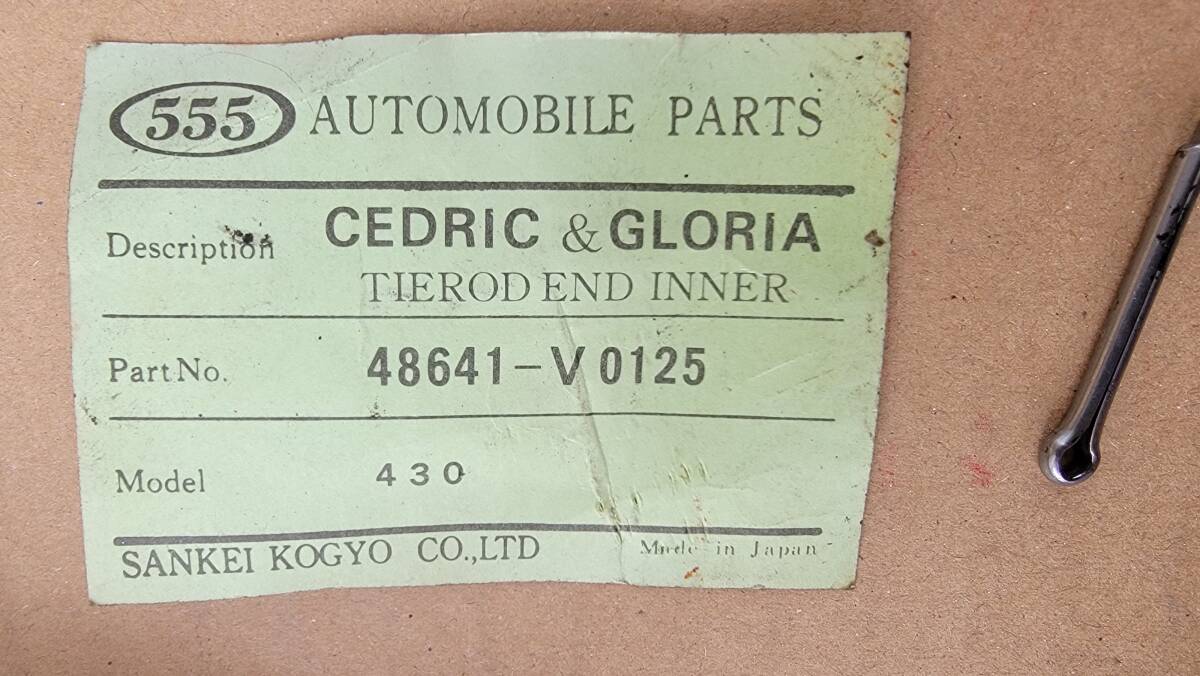 555 AUTOMOBILE PARTS
Description CEDRIC & GLORIA
TIEROD END INNER
Part No. 48641-V0125
Model 430
SANKEI KOGYO CO.,LTD Made in Japan